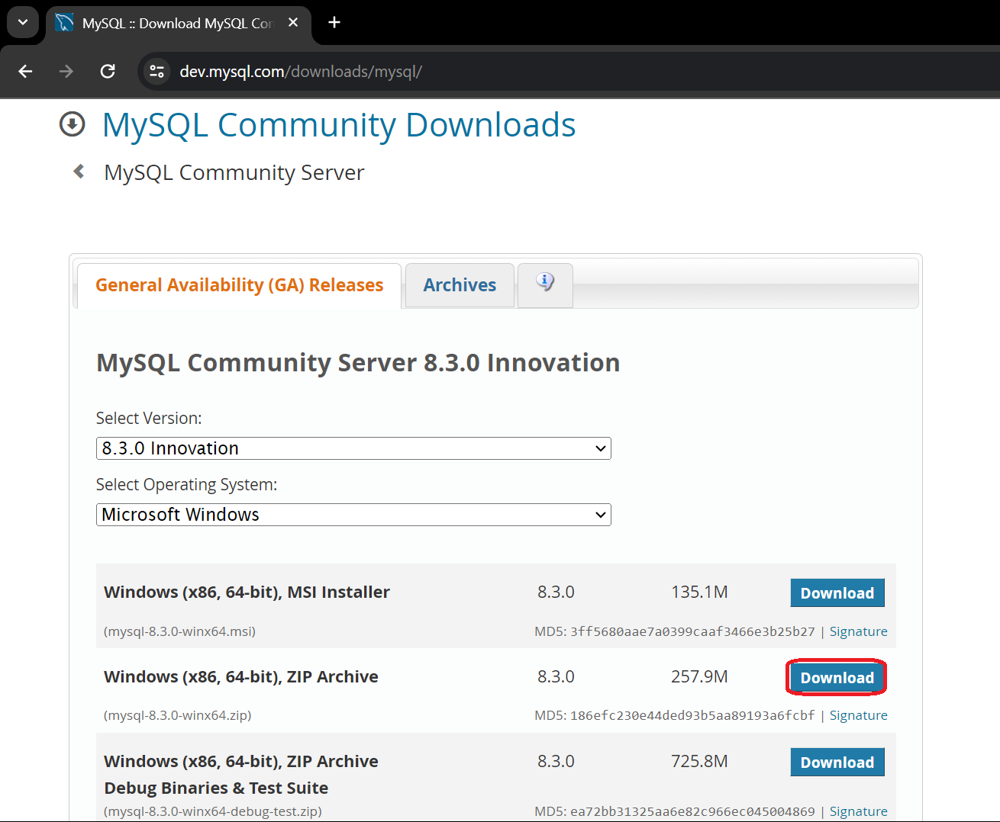 MySQL :: Download MySQL Co
dev.mysql.com/downloads/mysql/
MySQL Community Downloads
MySQL Community Server
General Availability (GA) Releases Archives
MySQL Community Server 8.3.0 Innovation
Select Version:
8.3.0 Innovation
Select Operating System:
Microsoft Windows
Windows (x86, 64-bit), MSI Installer 8.3.0 135.1M Download
(mysql-8.3.0-winx64.msi) MD5: 3ff5680aae7a0399caaf3466e3b25b27 | Signature
Windows (x86, 64-bit), ZIP Archive 8.3.0 257.9M Download
(mysql-8.3.0-winx64.zip) MD5: 186efc230e44ded93b5aa89193a6fcbf | Signature
Windows (x86, 64-bit), ZIP Archive 8.3.0 725.8M Download
Debug Binaries & Test Suite
(mysql-8.3.0-winx64-debug-test.zip) MD5: ea72bb31325aa6e82c966ec045004869 | Signature